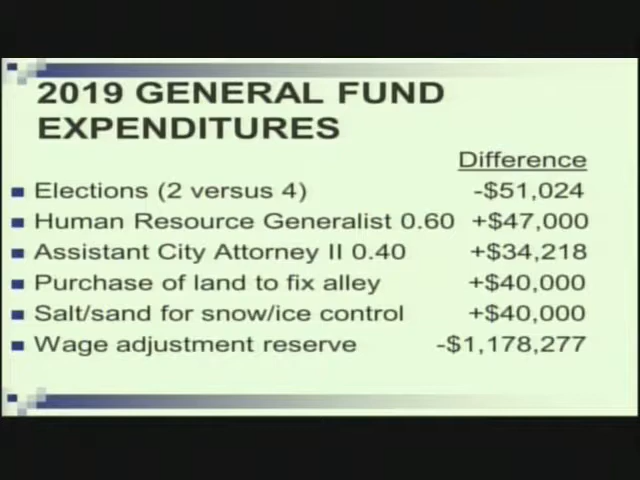 2019 GENERAL FUND
EXPENDITURES
Difference
Elections (2 versus 4) -$51,024
Human Resource Generalist 0.60 +$47,000
Assistant City Attorney II 0.40 +$34,218
Purchase of land to fix alley +$40,000
Salt/sand for snow/ice control +$40,000
Wage adjustment reserve -$1,178,277